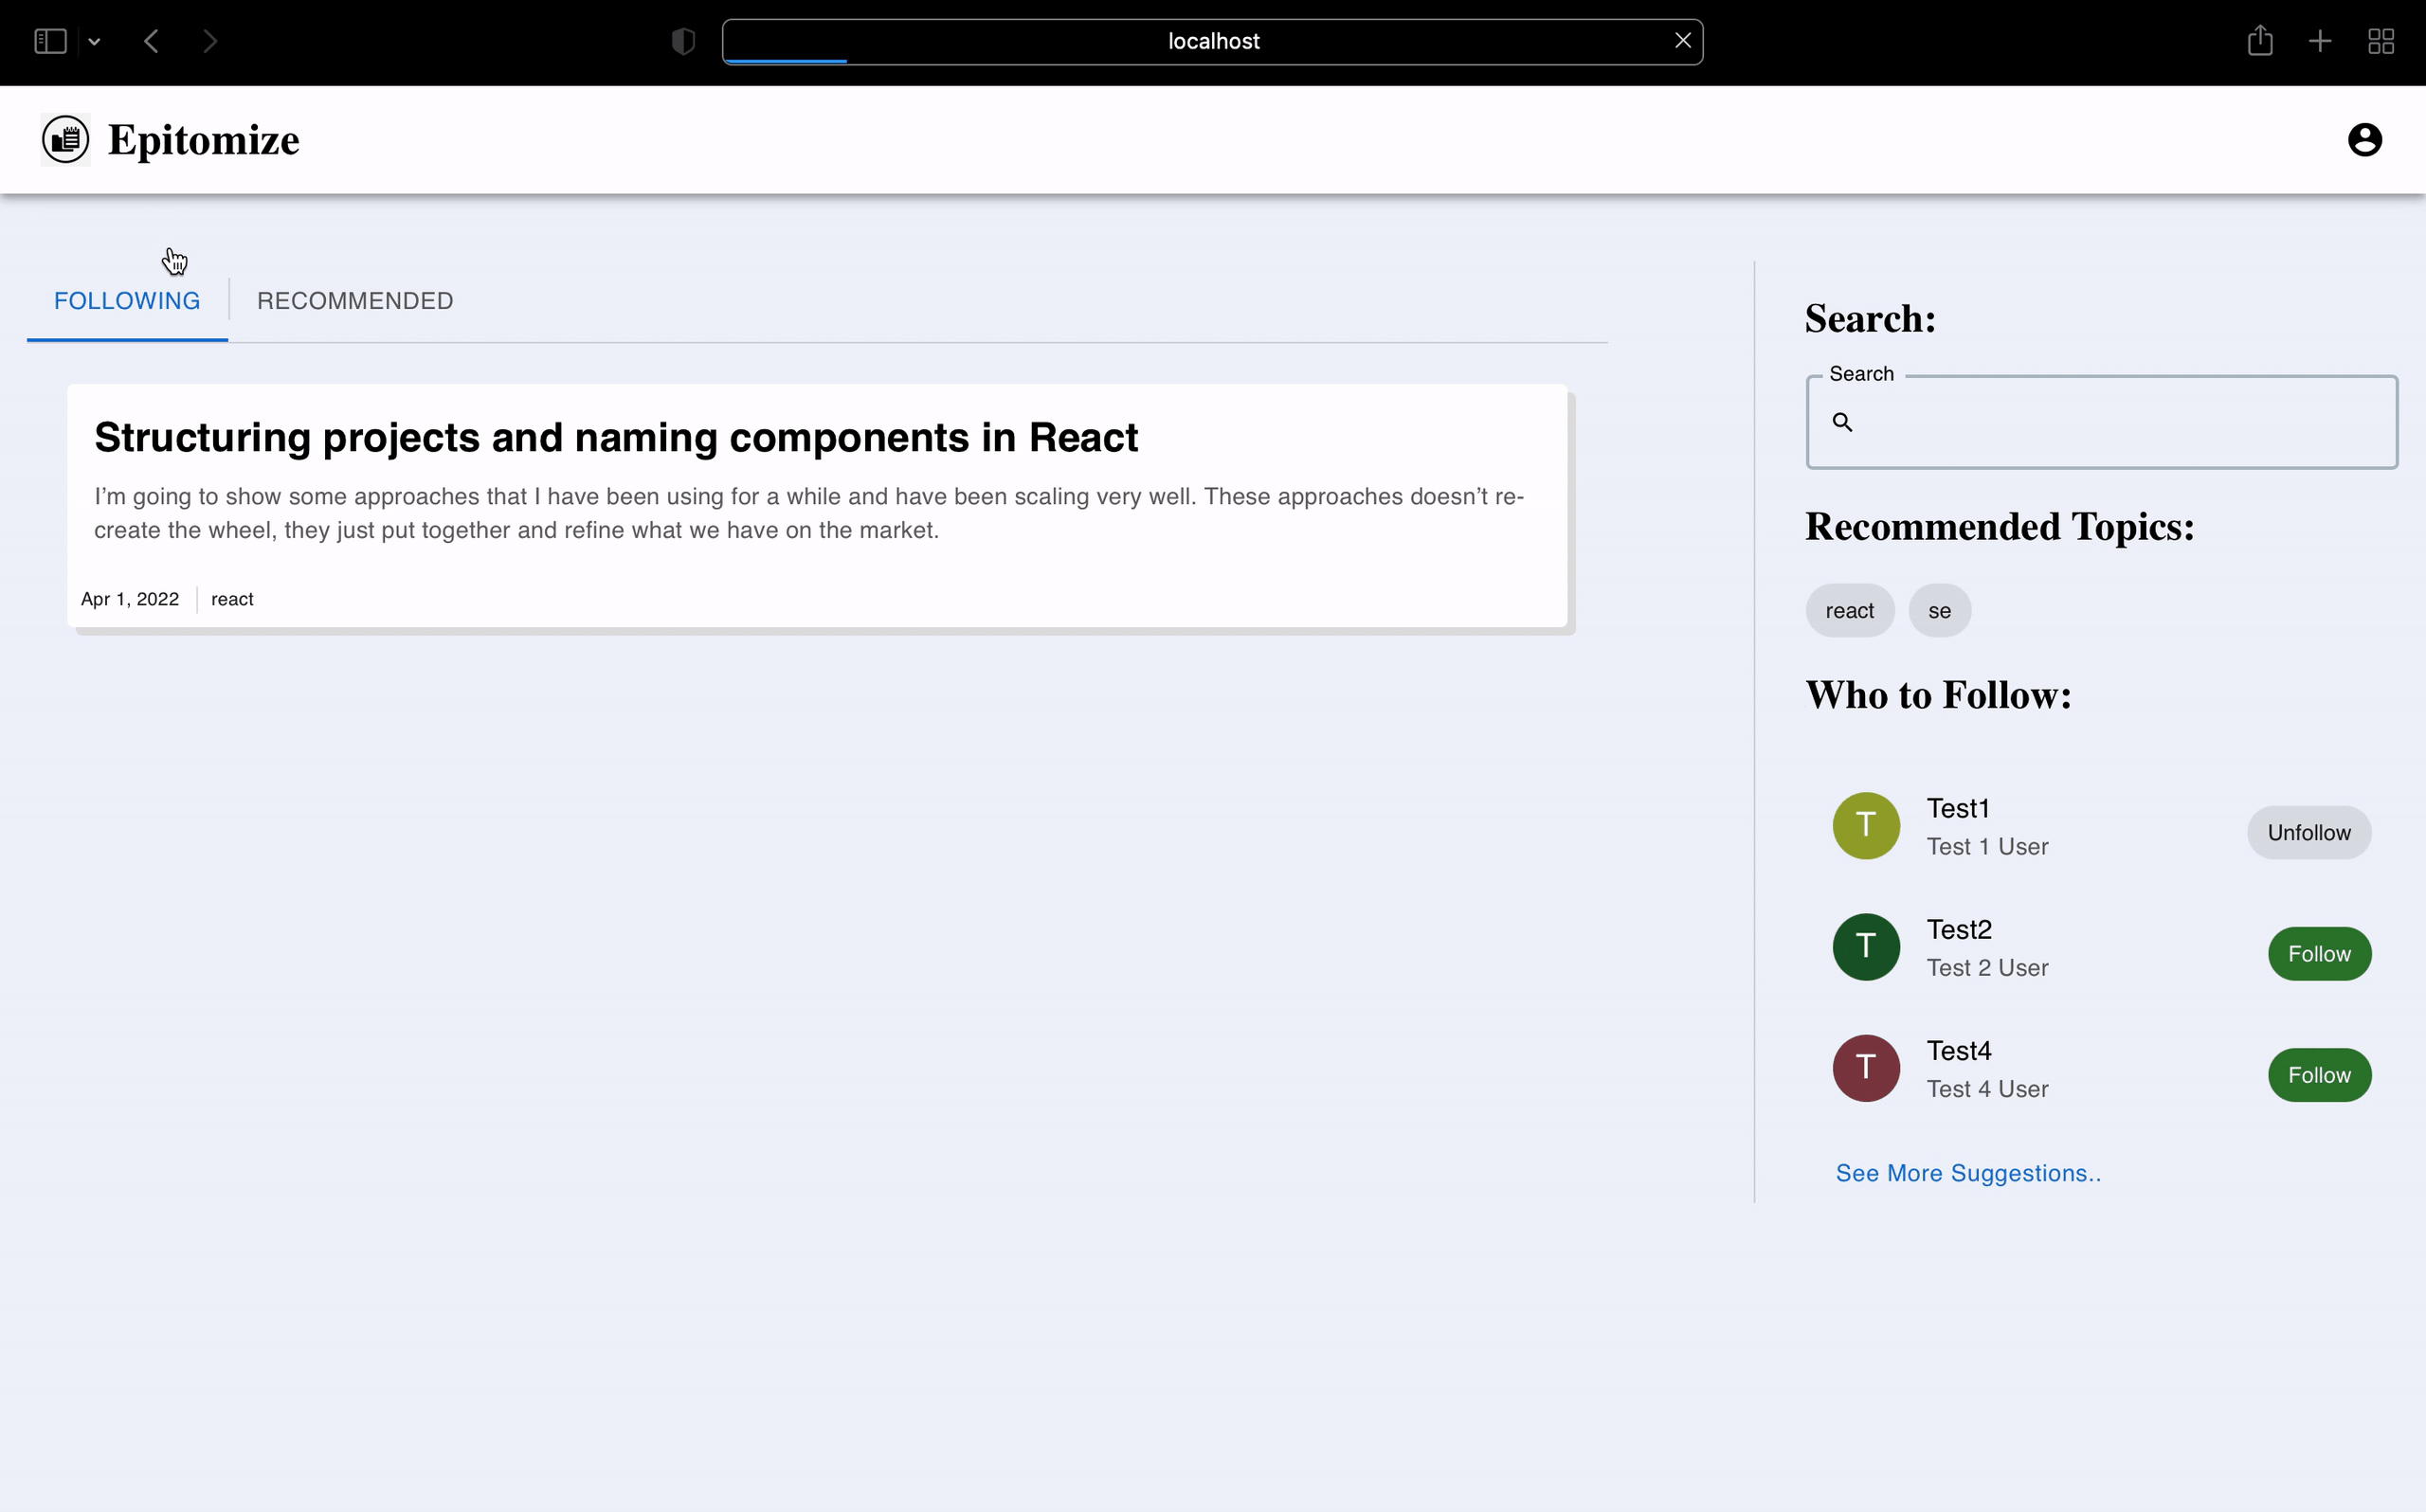 localhost
Epitomize
FOLLOWING
RECOMMENDED
Structuring projects and naming components in React
I’m going to show some approaches that I have been using for a while and have been scaling very well. These approaches doesn’t re-
create the wheel, they just put together and refine what we have on the market.
Apr 1, 2022
react
Search:
Search
Recommended Topics:
react
se
Who to Follow:
T
Test1
Test 1 User
Unfollow
T
Test2
Test 2 User
Follow
T
Test4
Test 4 User
Follow
See More Suggestions..